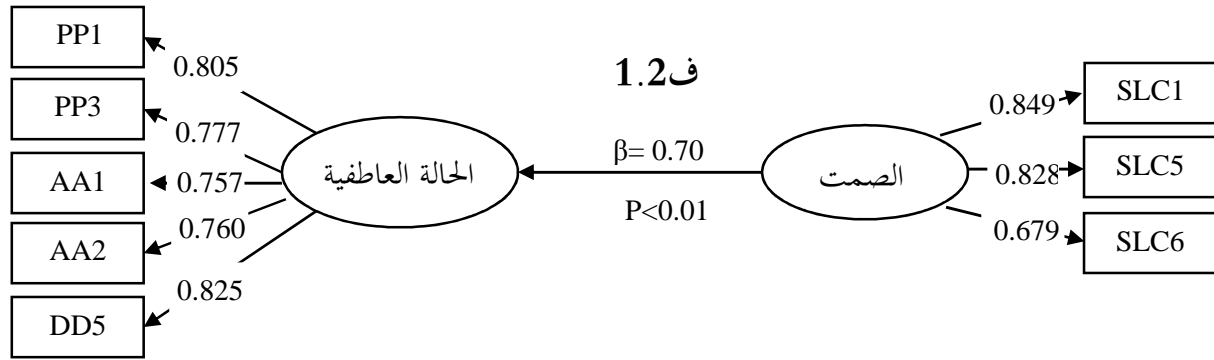 PP1
0.805
PP3
0.777
AA1
0.757
AA2
0.760
DD5
0.825
الحالة العاطفية
ف1.2
β= 0.70
P<0.01
الصمت
0.849
SLC1
0.828
SLC5
0.679
SLC6